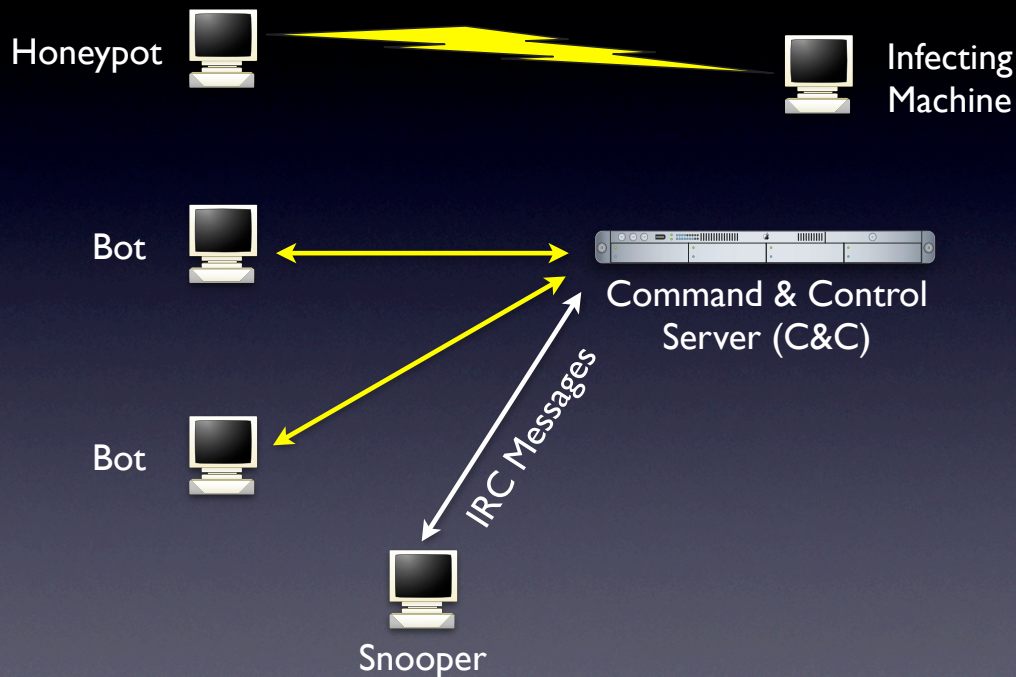 Honeypot
Infecting
Machine
Bot
Command & Control
Server (C&C)
IRC Messages
Bot
Snooper